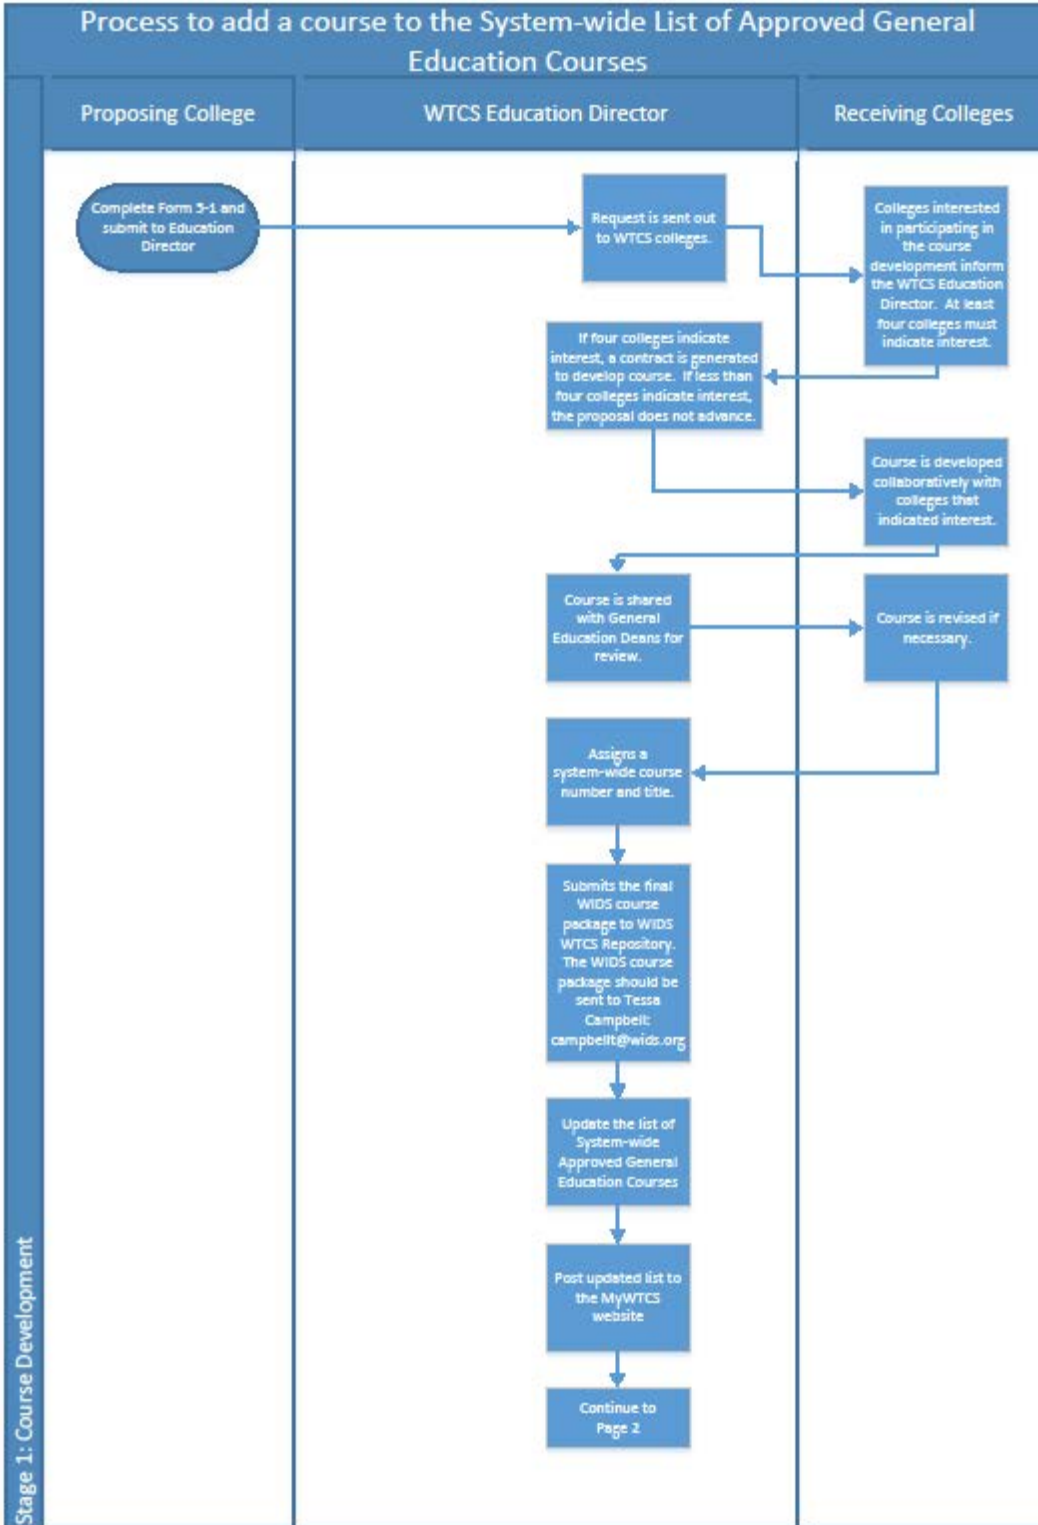 Process to add a course to the System-wide List of Approved General
Education Courses
Proposing College
WTCS Education Director
Receiving Colleges
Complete Form 5-1 and
submit to Education
Director
Request is sent out
to WTCS colleges.
Colleges interested
in participating in
the course
development inform
the WTCS Education
Director. At least
four colleges must
indicate interest.
If four colleges indicate
interest, a contract is generated
to develop course. If less than
four colleges indicate interest,
the proposal does not advance.
Course is developed
collaboratively with
colleges that
indicated interest.
Course is shared
with General
Education Deans for
review.
Course is revised if
necessary.
Assigns a
system-wide course
number and title.
Submits the final
WIDS course
package to WIDS
WTCS Repository.
The WIDS course
package should be
sent to Tessa
Campbell:
campbellt@wids.org
Update the list of
System-wide
Approved General
Education Courses
Post updated list to
the MyWTCS
website
Continue to
Page 2
Stage 1: Course Development